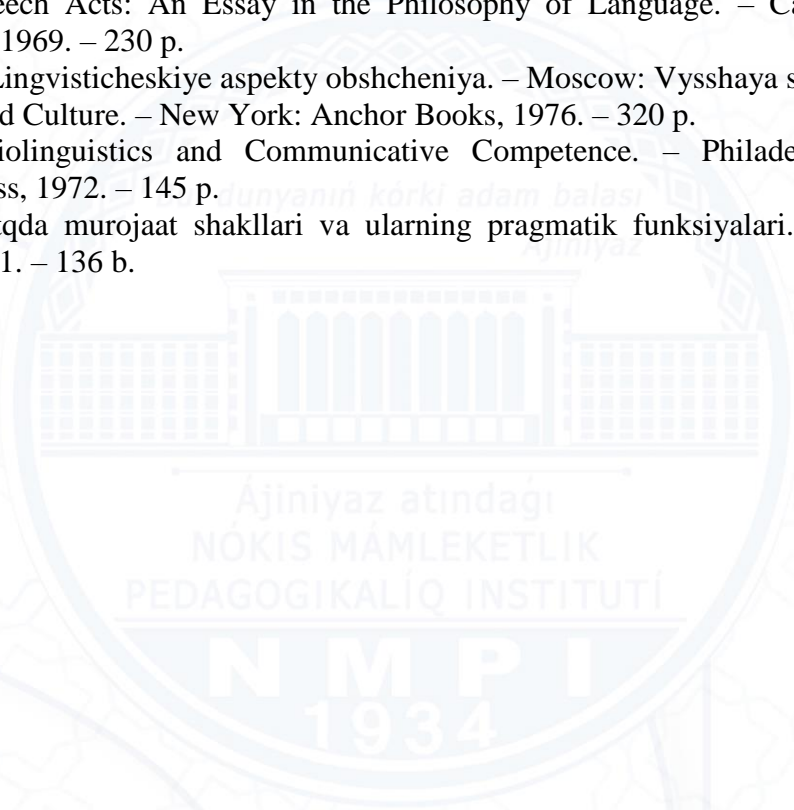 eech Acts: An Essay in the Philosophy of Language. – Ca
1969. – 230 p.
Lingvisticheskiye aspekty obshcheniya. – Moscow: Vysshaya s
d Culture. – New York: Anchor Books, 1976. – 320 p.
iolinguistics and Communicative Competence. – Philade
ss, 1972. – 145 p.
dunyanıń kórki adam balası
tqda murojaat shakllari va ularning pragmatik funksiyalari.
Ájiniyaz
1. – 136 b.
Ájiniyaz atındaǵı
NÓKIS MÁMLEKETLIK
PEDAGOGIKALÍQ INSTITUTÍ
NMPI
1934